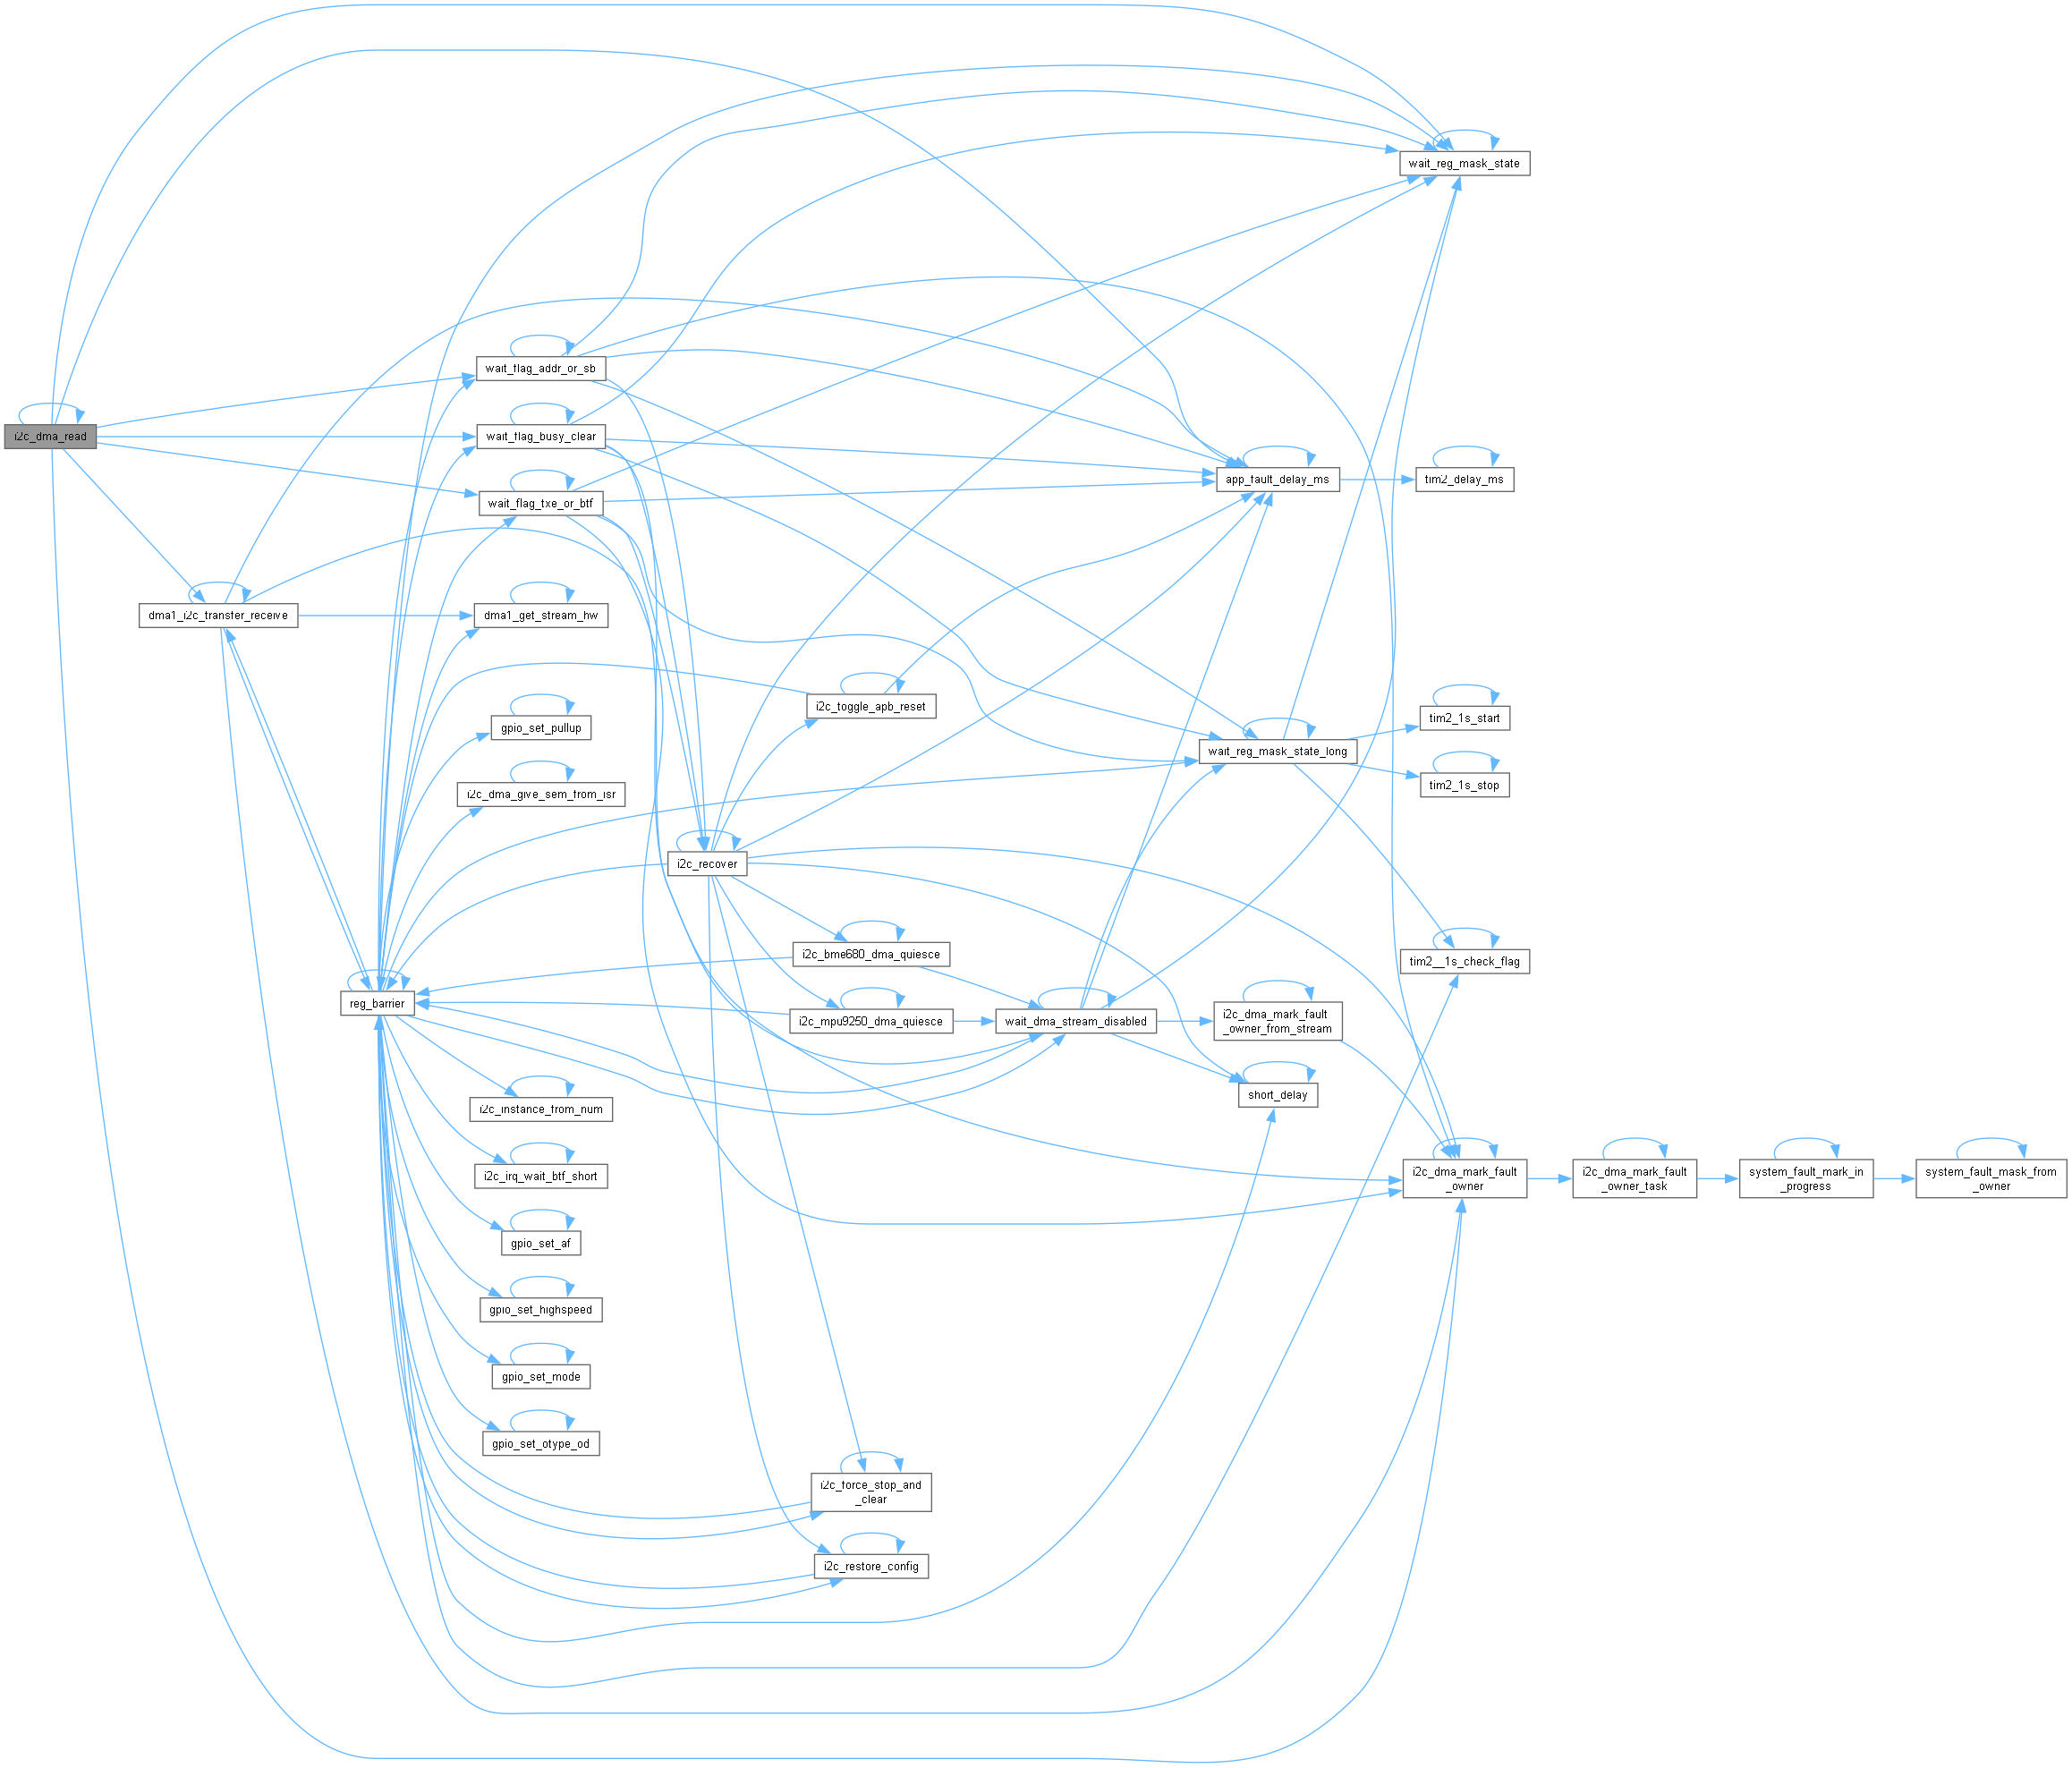 wait_reg_mask_state
wait_flag_addr_or_sb
i2c_dma_read
wait_flag_busy_clear
app_fault_delay_ms
tim2_delay_ms
wait_flag_txe_or_btf
dma1_i2c_transfer_receive
dma1_get_stream_hw
i2c_toggle_apb_reset
tim2_1s_start
gpio_set_pullup
wait_reg_mask_state_long
tim2_1s_stop
i2c_dma_give_sem_from_isr
i2c_recover
i2c_bme680_dma_quiesce
tim2__1s_check_flag
reg_barrier
i2c_mpu9250_dma_quiesce
wait_dma_stream_disabled
i2c_dma_mark_fault
_owner_from_stream
short_delay
i2c_instance_from_num
i2c_irq_wait_btf_short
i2c_dma_mark_fault
_owner
i2c_dma_mark_fault
_owner_task
system_fault_mark_in
_progress
system_fault_mask_from
_owner
gpio_set_af
gpio_set_highspeed
gpio_set_mode
gpio_set_otype_od
i2c_force_stop_and
_clear
i2c_restore_config